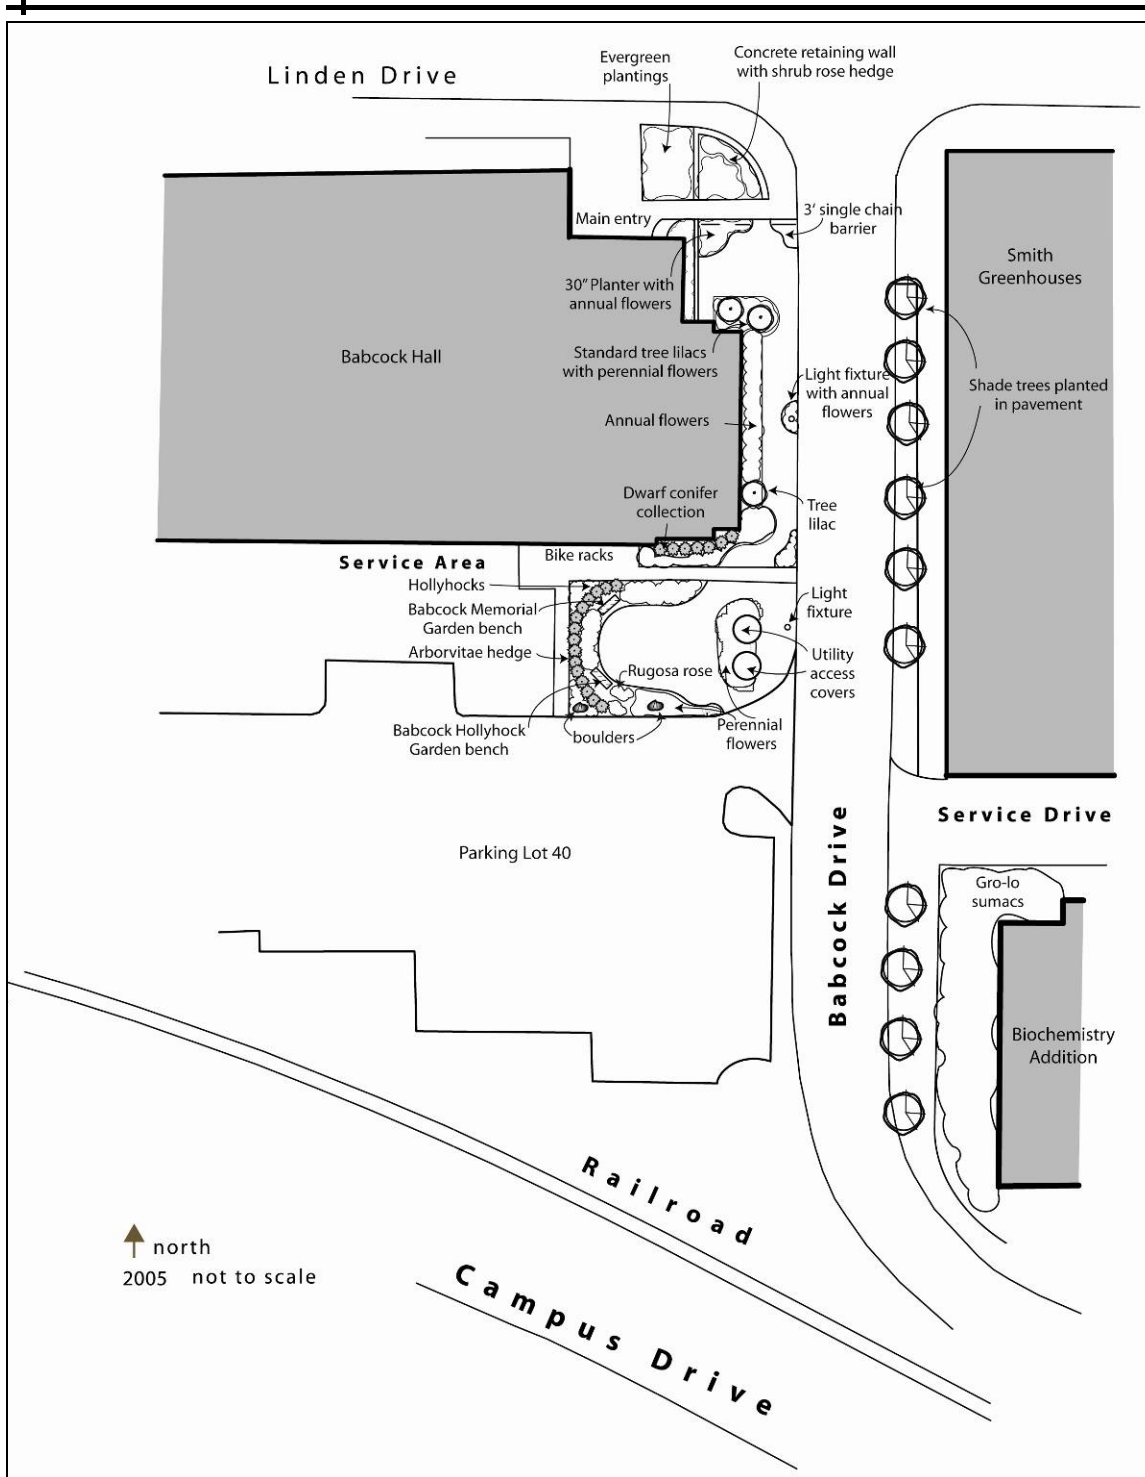 Linden Drive
Evergreen
plantings
Concrete retaining wall
with shrub rose hedge
Main entry
3' single chain
barrier
30" Planter with
annual flowers
Smith
Greenhouses
Babcock Hall
Standard tree lilacs
with perennial flowers
Light fixture
with annual
flowers
Shade trees planted
in pavement
Annual flowers
Dwarf conifer
collection
Tree
lilac
Service Area
Bike racks
Hollyhocks
Babcock Memorial
Garden bench
Arborvitae hedge
Light
fixture
Rugosa rose
Utility
access
covers
Babcock Hollyhock
Garden bench
boulders
Perennial
flowers
Service Drive
Parking Lot 40
Babcock Drive
Gro-lo
sumacs
Biochemistry
Addition
Railroad
Campus Drive
north
2005 not to scale